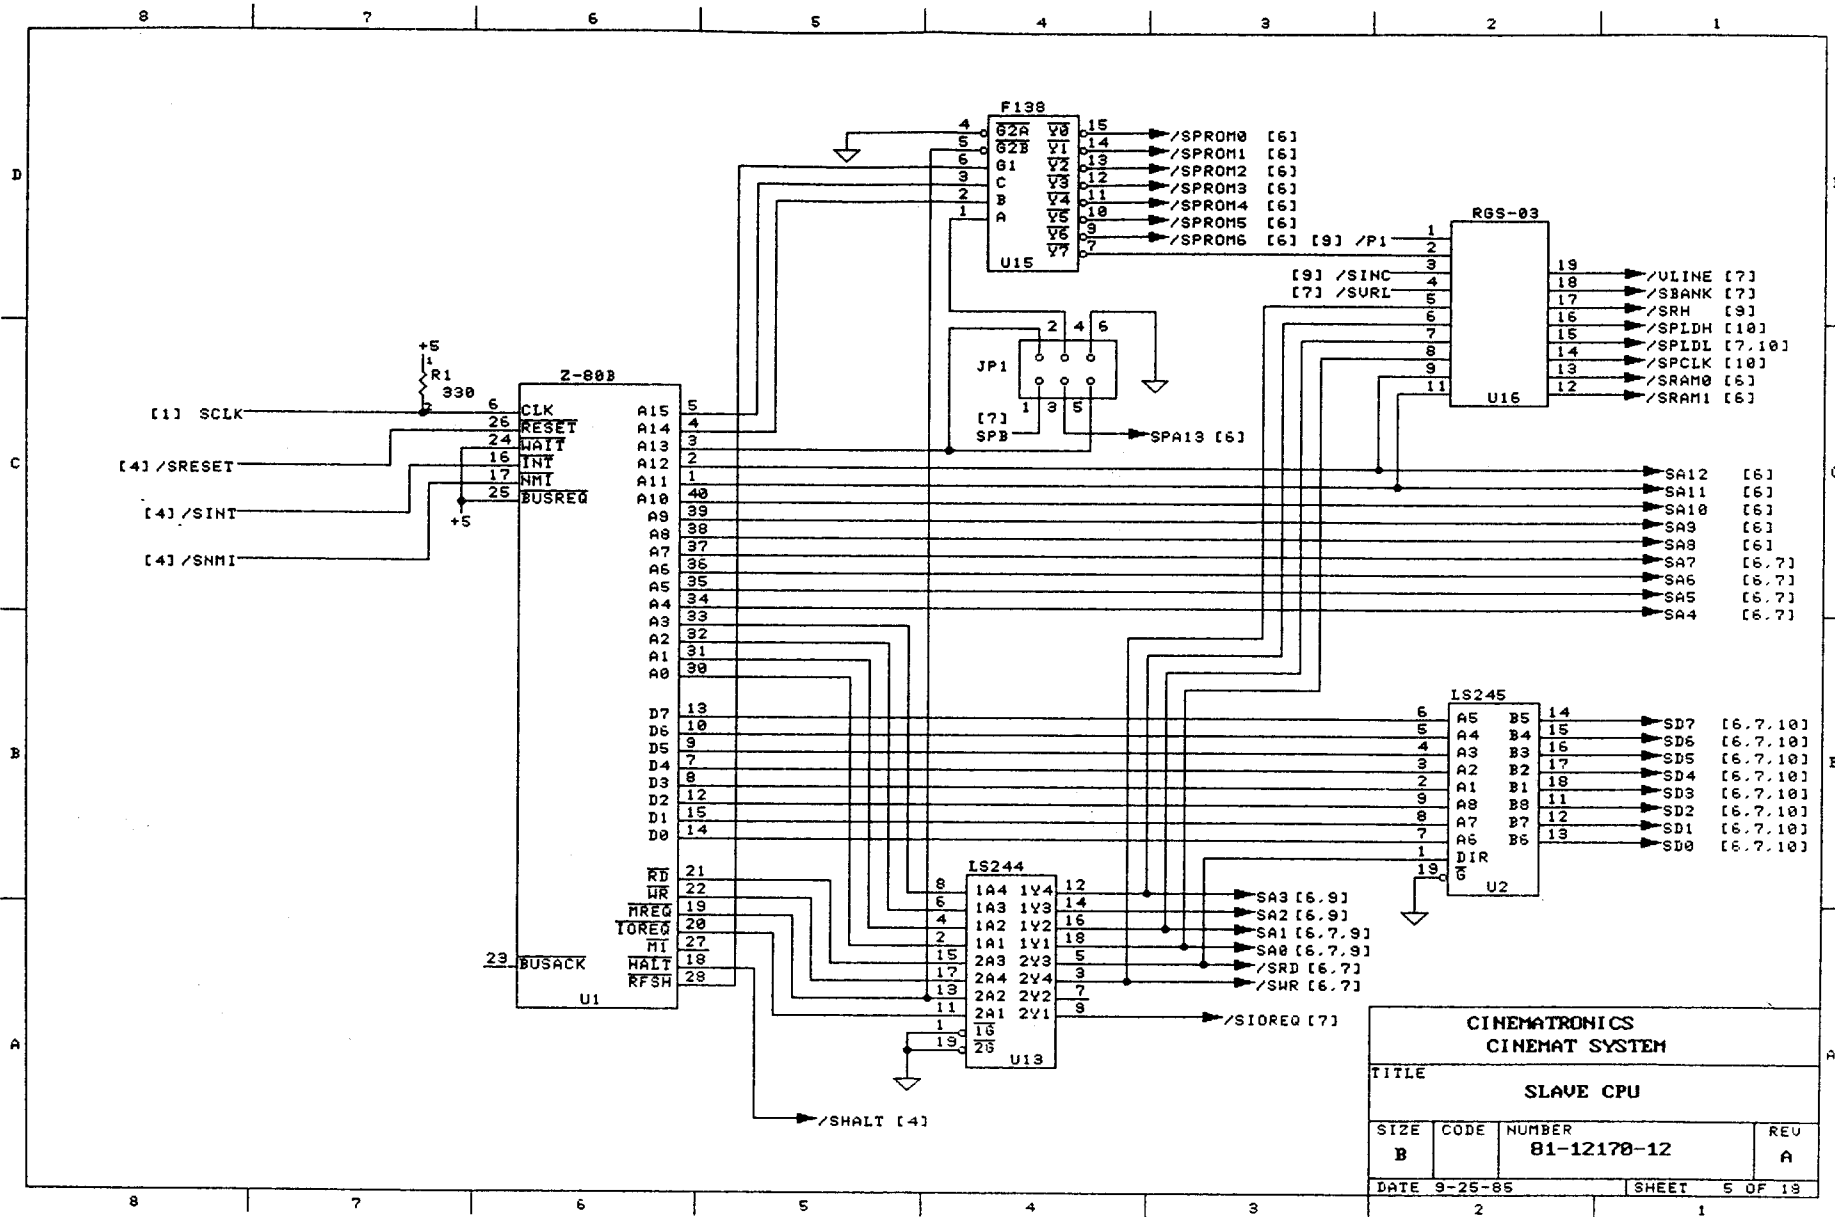 8 7 6 5 4 3 2 1
D
C
B
A
F138
4 G2A Y0 15 /SPROM0 [6]
5 G2B Y1 14 /SPROM1 [6]
6 G1 Y2 13 /SPROM2 [6]
3 C Y3 12 /SPROM3 [6]
2 B Y4 11 /SPROM4 [6]
1 A Y5 10 /SPROM5 [6]
Y6 9 /SPROM6 [6]
Y7 7
U15
RGS-03
[9] /P1 1
2
[9] /SINC 3
[7] /SVRL 4
5
6
7
8
9
11
19 /VLINE [7]
18 /SBANK [7]
17 /SRH [9]
16 /SPLDH [10]
15 /SPLDL [7,10]
14 /SPCLK [10]
13 /SRAM0 [6]
12 /SRAM1 [6]
U16
2 4 6
JP1
1 3 5
[7]
SPB
SPA13 [6]
+5
1
R1
330
2
Z-80B
[1] SCLK 6 CLK
[4] /SRESET 26 RESET
24 WAIT
[4] /SINT 16 INT
[4] /SNMI 17 NMI
25 BUSREQ
+5
23 BUSACK
A15 5
A14 4
A13 3
A12 2
A11 1
A10 40
A9 39
A8 38
A7 37
A6 36
A5 35
A4 34
A3 33
A2 32
A1 31
A0 30
D7 13
D6 10
D5 9
D4 7
D3 8
D2 12
D1 15
D0 14
RD 21
WR 22
MREQ 19
IOREQ 20
M1 27
HALT 18
RFSH 28
U1
SA12 [6]
SA11 [6]
SA10 [6]
SA9 [6]
SA8 [6]
SA7 [6,7]
SA6 [6,7]
SA5 [6,7]
SA4 [6,7]
LS245
6 A5 B5 14 SD7 [6,7,10]
5 A4 B4 15 SD6 [6,7,10]
4 A3 B3 16 SD5 [6,7,10]
3 A2 B2 17 SD4 [6,7,10]
2 A1 B1 18 SD3 [6,7,10]
9 A8 B8 11 SD2 [6,7,10]
8 A7 B7 12 SD1 [6,7,10]
7 A6 B6 13 SD0 [6,7,10]
1 DIR
19 G
U2
LS244
8 1A4 1Y4 12 SA3 [6,9]
6 1A3 1Y3 14 SA2 [6,9]
4 1A2 1Y2 16 SA1 [6,7,9]
2 1A1 1Y1 18 SA0 [6,7,9]
15 2A3 2Y3 5 /SRD [6,7]
17 2A4 2Y4 3 /SWR [6,7]
13 2A2 2Y2 7
11 2A1 2Y1 9 /SIOREQ [7]
1 1G
19 2G
U13
/SHALT [4]
CINEMATRONICS
CINEMAT SYSTEM
TITLE
SLAVE CPU
SIZE CODE NUMBER REV
B 81-12170-12 A
DATE 9-25-85 SHEET 5 OF 19
8 7 6 5 4 3 2 1